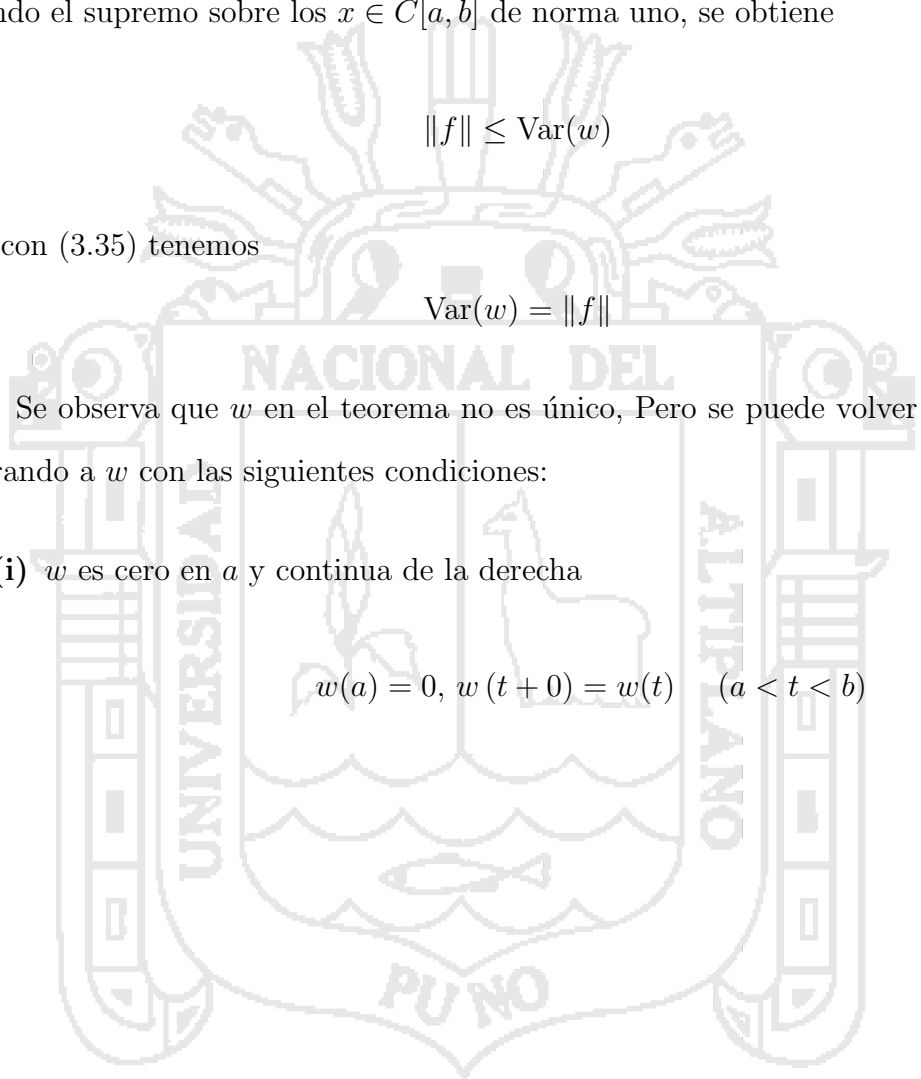 ndo el supremo sobre los x ∈ C[a, b] de norma uno, se obtiene
‖f‖ ≤ Var(w)
con (3.35) tenemos
Var(w) = ‖f‖
NACIONAL DEL
Se observa que w en el teorema no es único, Pero se puede volver
rando a w con las siguientes condiciones:
(i) w es cero en a y continua de la derecha
w(a) = 0, w (t + 0) = w(t) (a < t < b)
UNIVERSIDAD
ALTIPLANO
PUNO